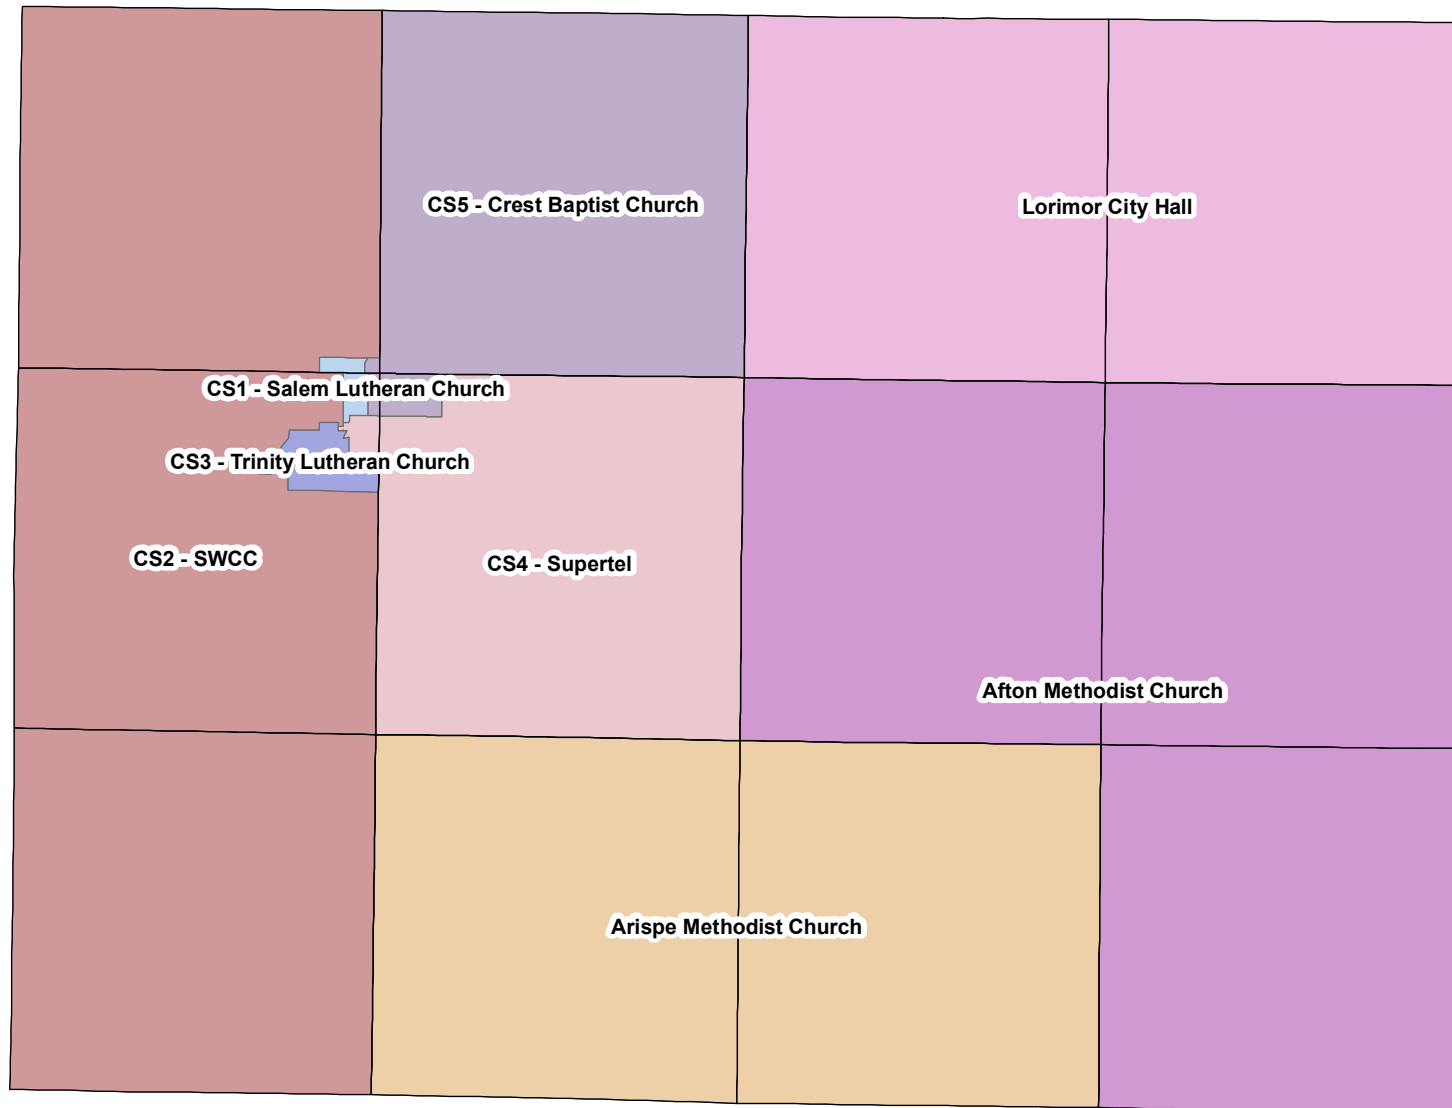 CS5 - Crest Baptist Church
Lorimor City Hall
CS1 - Salem Lutheran Church
CS3 - Trinity Lutheran Church
CS2 - SWCC
CS4 - Supertel
Afton Methodist Church
Arispe Methodist Church